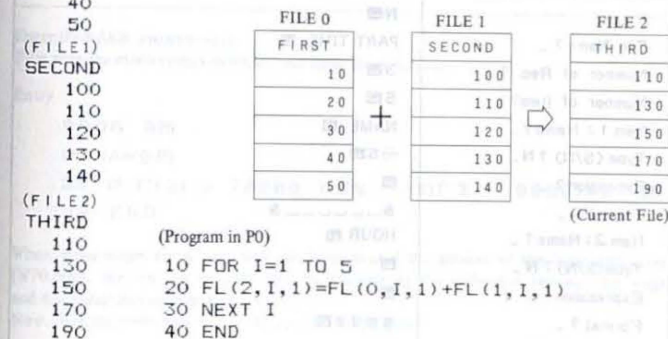 40
50
(FILE1)
SECOND
100
110
120
130
140
(FILE2)
THIRD
110
130
150
170
190
FILE 0
FIRST
10
20
30
40
50
+
FILE 1
SECOND
100
110
120
130
140
FILE 2
THIRD
110
130
150
170
190
(Current File)
(Program in P0)
10 FOR I=1 TO 5
20 FL(2,I,1)=FL(0,I,1)+FL(1,I,1)
30 NEXT I
40 END